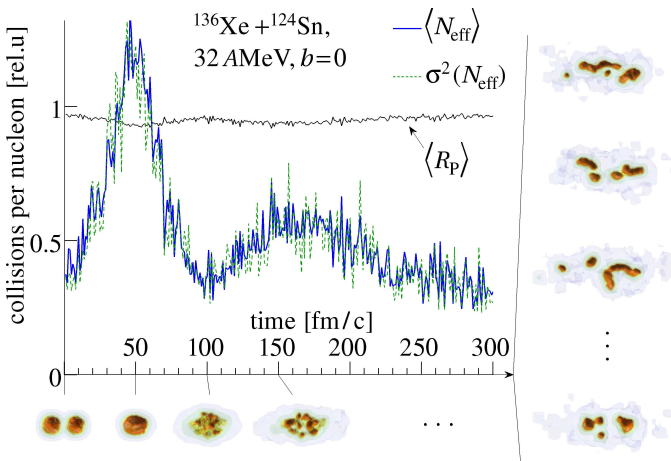 ¹³⁶Xe +¹²⁴Sn,
32 AMeV, b=0
⟨N_eff⟩
σ²(N_eff)
⟨R_P⟩
collisions per nucleon [rel.u]
1
0.5
0
time [fm/c]
0 50 100 150 200 250 300
. . .
. . .